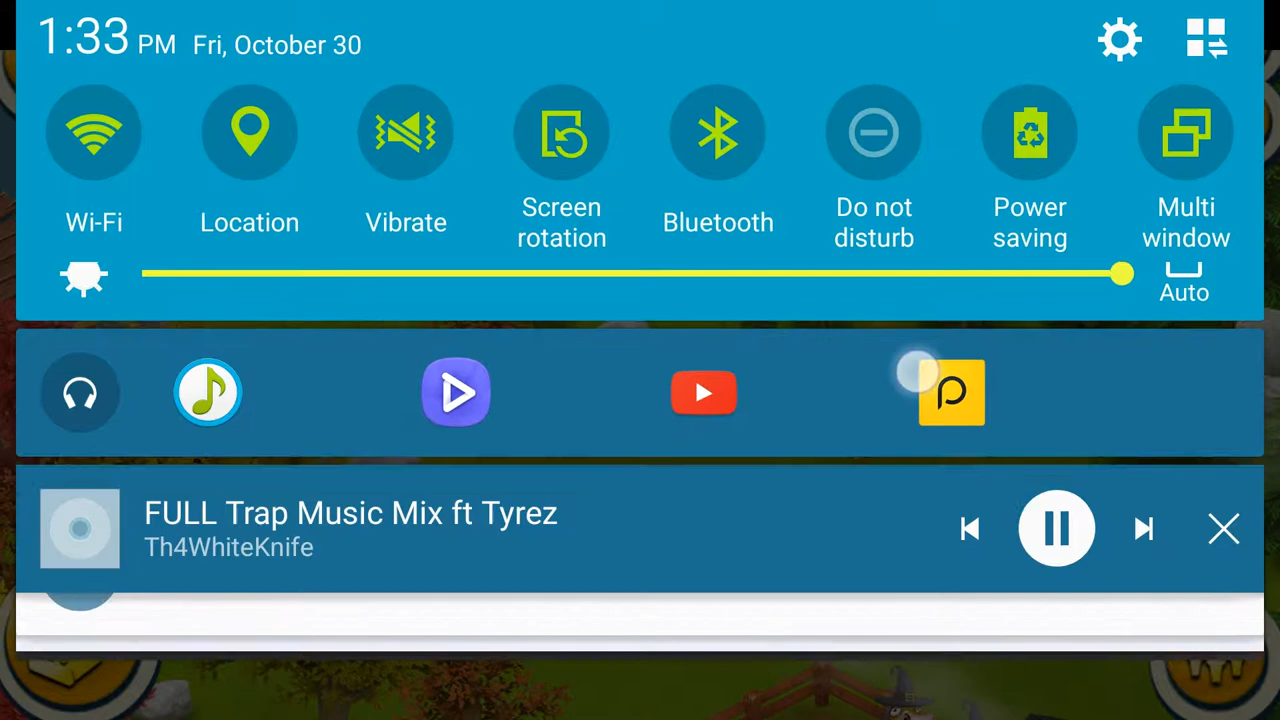 1:33 PM Fri, October 30
Wi-Fi
Location
Vibrate
Screen
rotation
Bluetooth
Do not
disturb
Power
saving
Multi
window
Auto
FULL Trap Music Mix ft Tyrez
Th4WhiteKnife